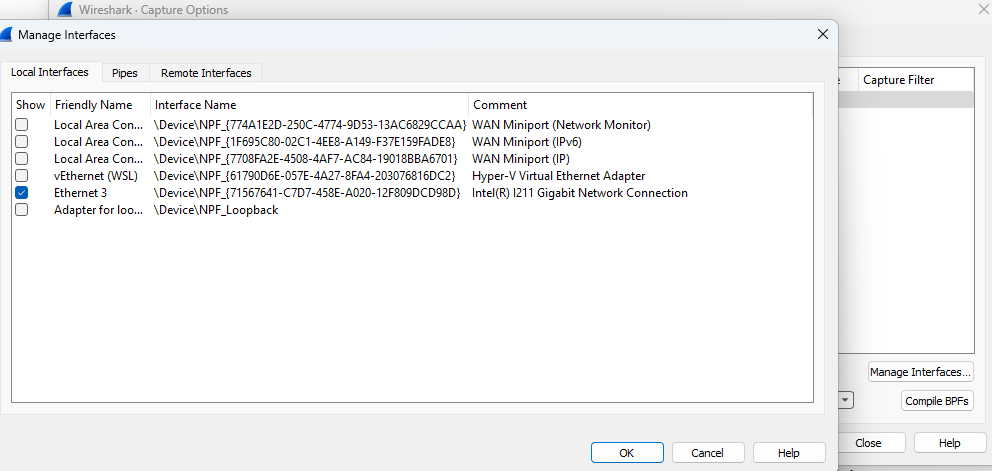 Wireshark · Capture Options
Manage Interfaces
Local Interfaces Pipes Remote Interfaces
Capture Filter
Show Friendly Name Interface Name Comment
Local Area Con... \Device\NPF_{774A1E2D-250C-4774-9D53-13AC6829CCAA} WAN Miniport (Network Monitor)
Local Area Con... \Device\NPF_{1F695C80-02C1-4EE8-A149-F37E159FADE8} WAN Miniport (IPv6)
Local Area Con... \Device\NPF_{7708FA2E-4508-4AF7-AC84-19018BBA6701} WAN Miniport (IP)
vEthernet (WSL) \Device\NPF_{61790D6E-057E-4A27-8FA4-203076816DC2} Hyper-V Virtual Ethernet Adapter
Ethernet 3 \Device\NPF_{71567641-C7D7-458E-A020-12F809DCD98D} Intel(R) I211 Gigabit Network Connection
Adapter for loo... \Device\NPF_Loopback
Manage Interfaces...
Compile BPFs
OK Cancel Help
Close Help